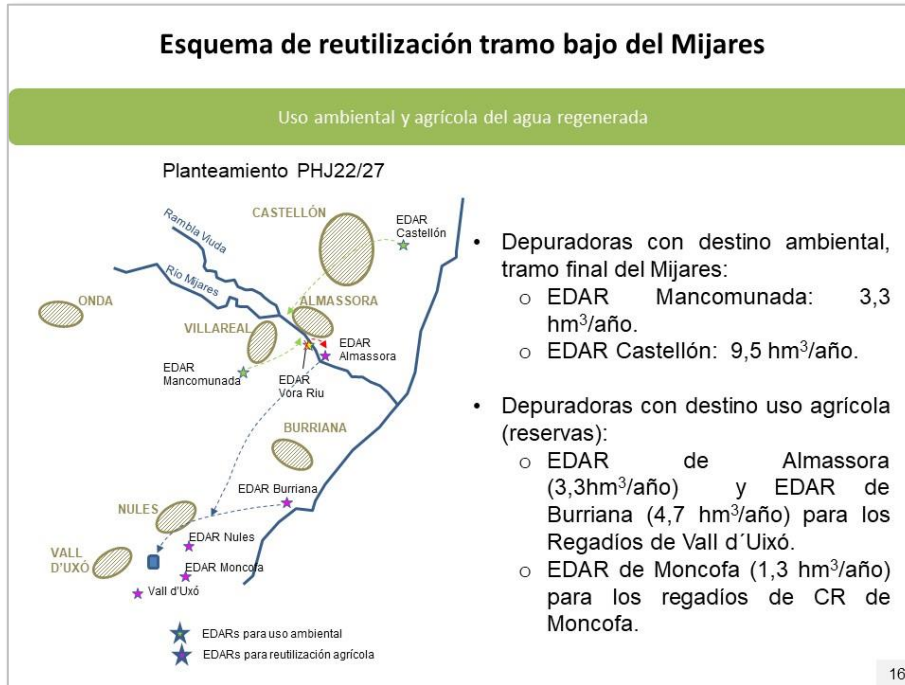 Esquema de reutilización tramo bajo del Mijares
Uso ambiental y agrícola del agua regenerada
Planteamiento PHJ22/27
CASTELLÓN
EDAR
Castellón
Rambla Viuda
Río Mijares
ONDA
ALMASSORA
VILLAREAL
EDAR
Almassora
EDAR
Mancomunada
EDAR
Vora Riu
BURRIANA
EDAR Burriana
NULES
EDAR Nules
VALL
D'UXÓ
EDAR Moncofa
Vall d'Uxó
EDARs para uso ambiental
EDARs para reutilización agrícola
• Depuradoras con destino ambiental,
tramo final del Mijares:
o EDAR Mancomunada: 3,3
hm³/año.
o EDAR Castellón: 9,5 hm³/año.
• Depuradoras con destino uso agrícola
(reservas):
o EDAR de Almassora
(3,3hm³/año) y EDAR de
Burriana (4,7 hm³/año) para los
Regadíos de Vall d´Uixó.
o EDAR de Moncofa (1,3 hm³/año)
para los regadíos de CR de
Moncofa.
16